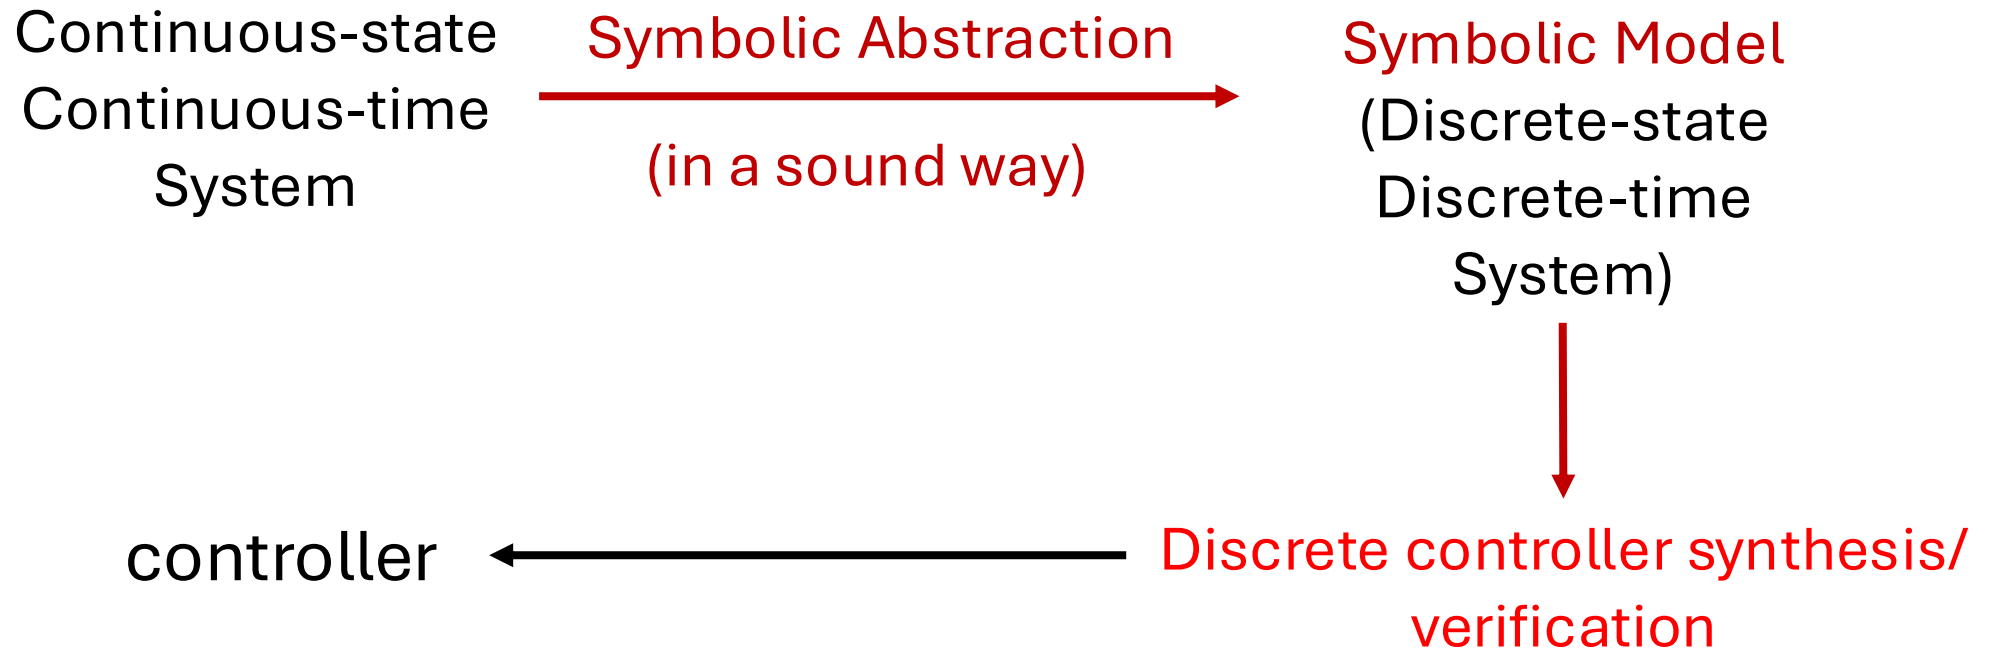 Continuous-state
Continuous-time
System
Symbolic Abstraction
(in a sound way)
Symbolic Model
(Discrete-state
Discrete-time
System)
Discrete controller synthesis/
verification
controller